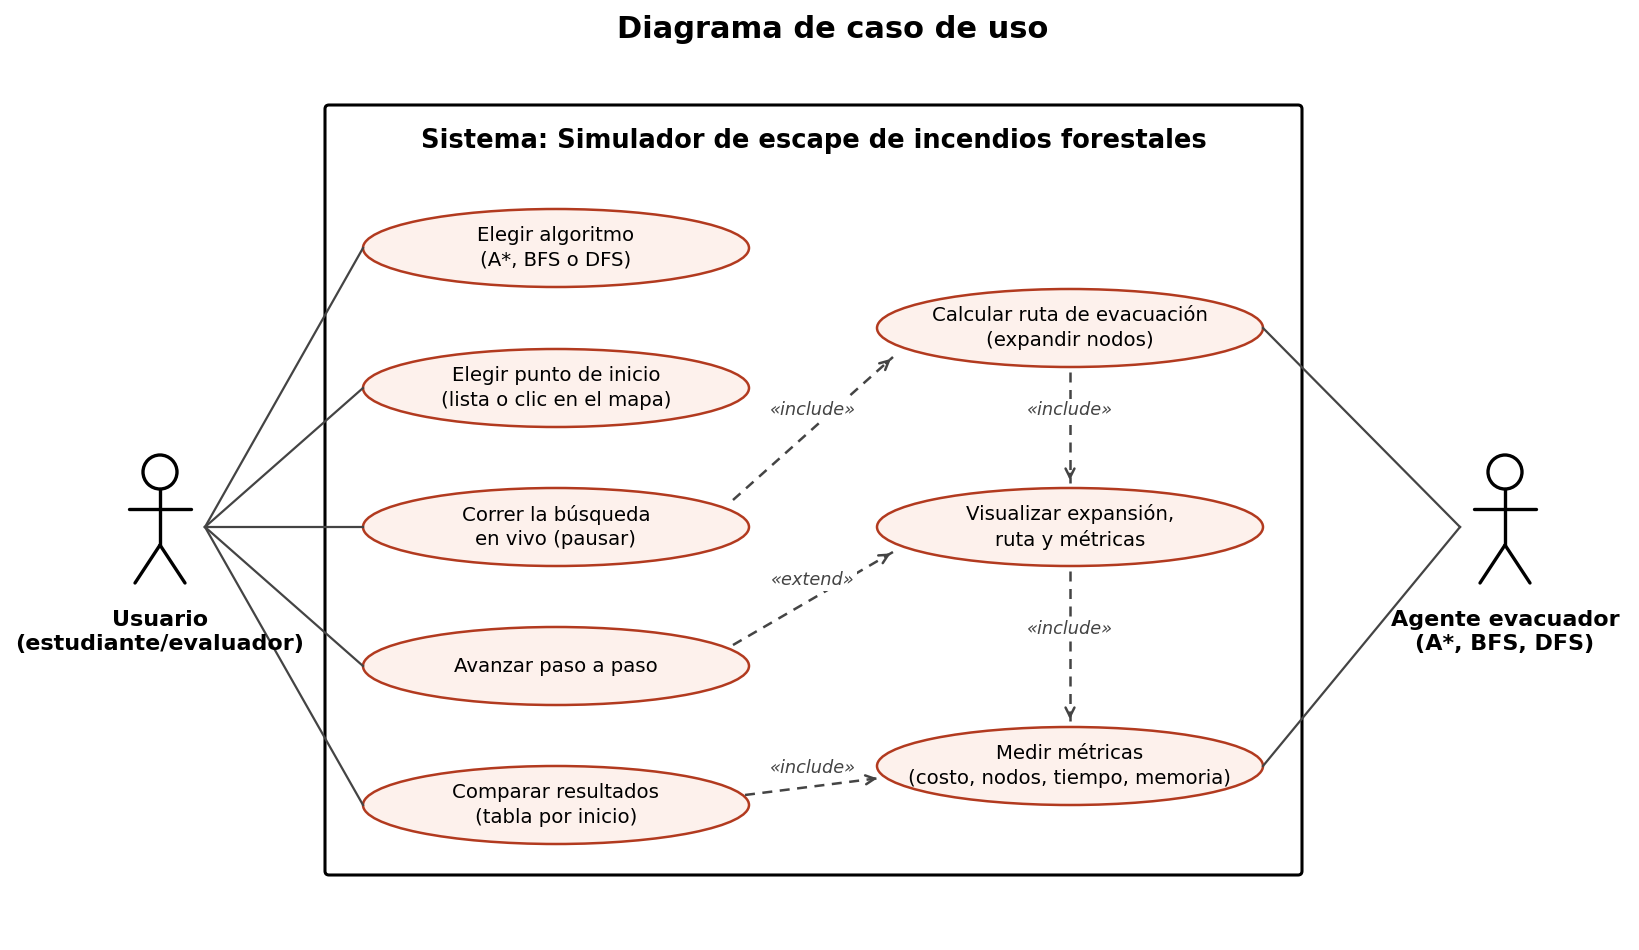 Diagrama de caso de uso
Sistema: Simulador de escape de incendios forestales
Elegir algoritmo
(A*, BFS o DFS)
Calcular ruta de evacuación
(expandir nodos)
Elegir punto de inicio
(lista o clic en el mapa)
«include»
«include»
Correr la búsqueda
en vivo (pausar)
Visualizar expansión,
ruta y métricas
«extend»
Usuario
(estudiante/evaluador)
Agente evacuador
(A*, BFS, DFS)
«include»
Avanzar paso a paso
«include»
Medir métricas
(costo, nodos, tiempo, memoria)
Comparar resultados
(tabla por inicio)